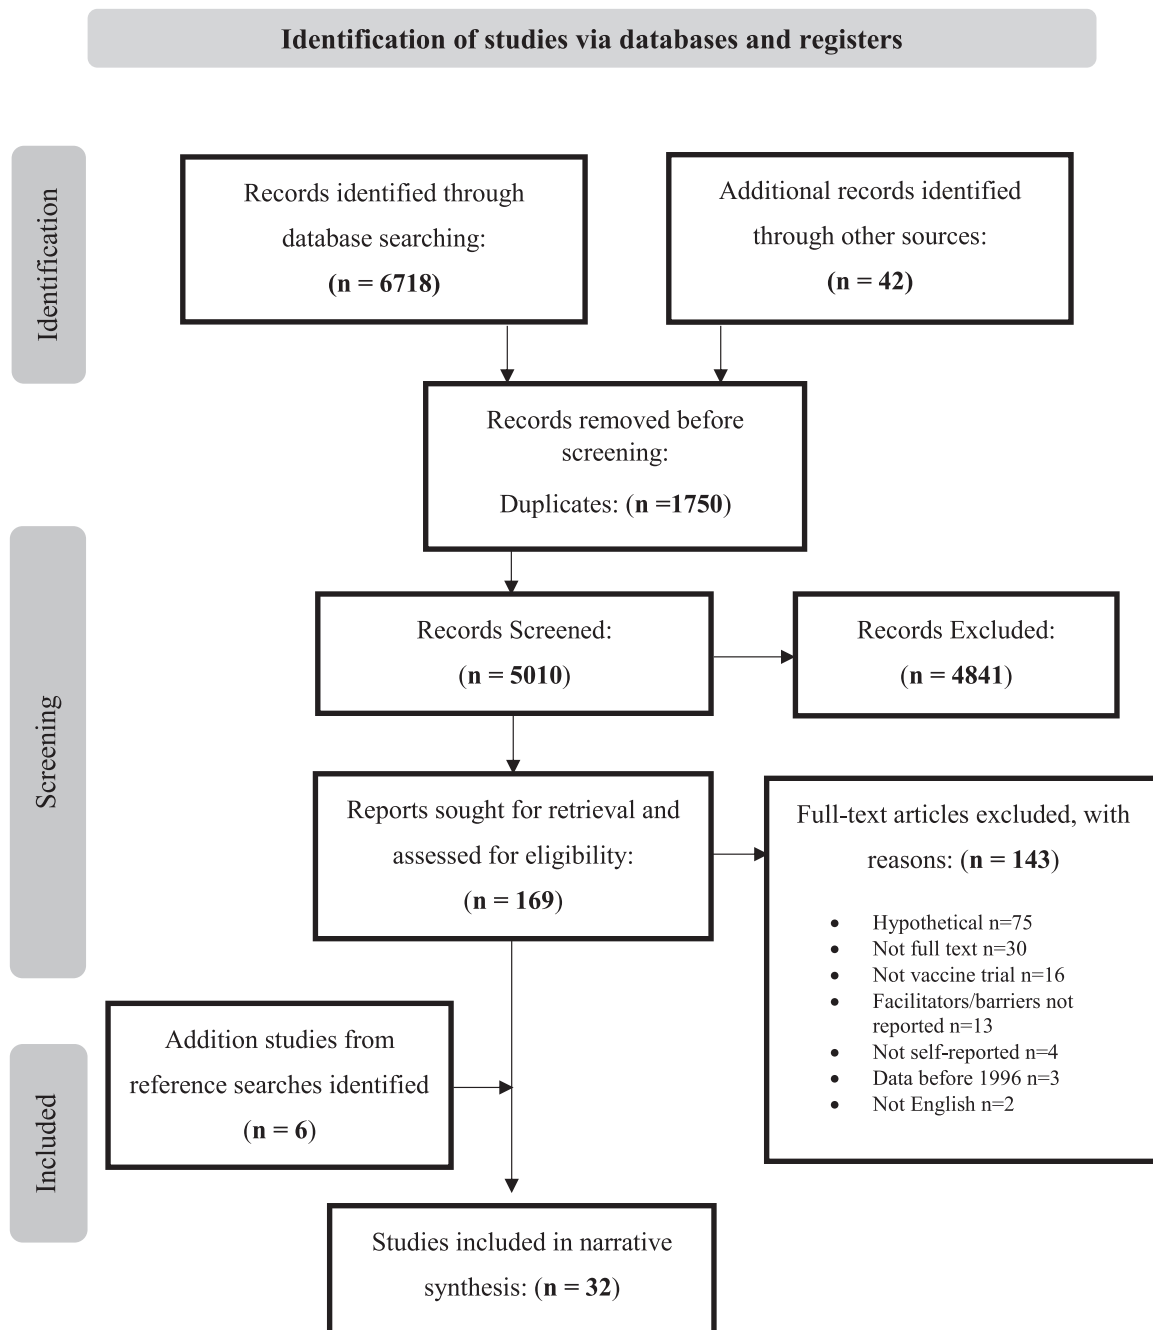 Identification of studies via databases and registers
Identification
Records identified through
database searching:
(n = 6718)
Additional records identified
through other sources:
(n = 42)
Records removed before
screening:
Duplicates: (n =1750)
Screening
Records Screened:
(n = 5010)
Records Excluded:
(n = 4841)
Reports sought for retrieval and
assessed for eligibility:
(n = 169)
Full-text articles excluded, with
reasons: (n = 143)
• Hypothetical n=75
• Not full text n=30
• Not vaccine trial n=16
• Facilitators/barriers not
reported n=13
• Not self-reported n=4
• Data before 1996 n=3
• Not English n=2
Included
Addition studies from
reference searches identified
(n = 6)
Studies included in narrative
synthesis: (n = 32)